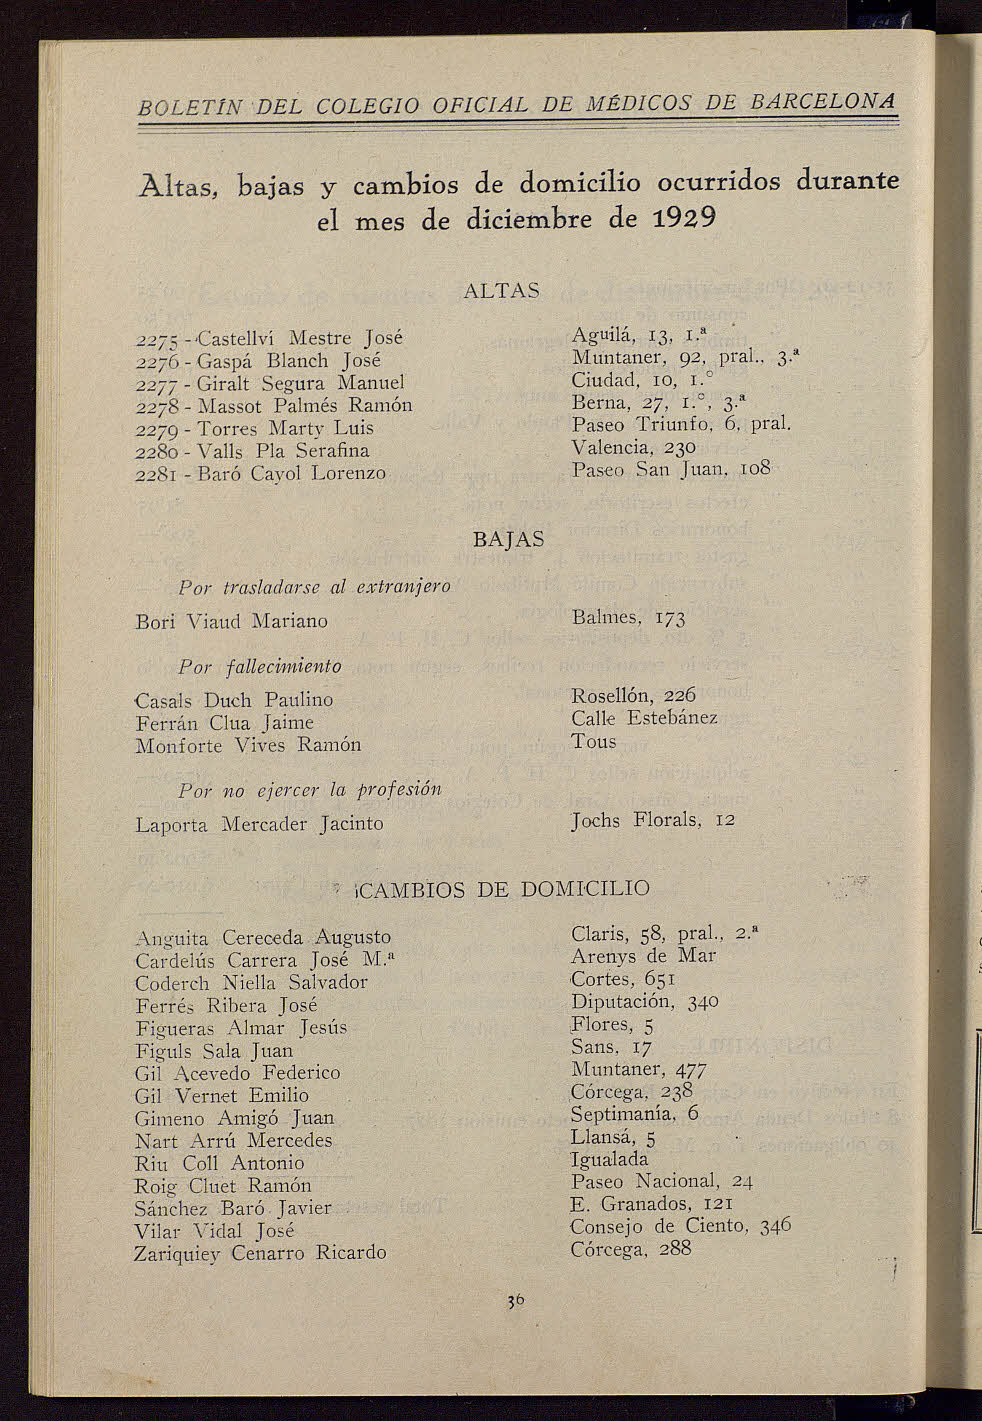 BOLETÍN DEL COLEGIO OFICIAL DE MÉDICOS DE BARCELONA
Altas, bajas y cambios de domicilio ocurridos durante
el mes de diciembre de 1929
ALTAS
2275 - Castellví Mestre José Aguilá, 13, 1.ª
2276 - Gaspá Blanch José Muntaner, 92, pral., 3.ª
2277 - Giralt Segura Manuel Ciudad, 10, 1.°
2278 - Massot Palmés Ramón Berna, 27, 1.°, 3.ª
2279 - Torres Marty Luis Paseo Triunfo, 6, pral.
2280 - Valls Pla Serafina Valencia, 230
2281 - Baró Cayol Lorenzo Paseo San Juan, 108
BAJAS
Por trasladarse al extranjero
Bori Viaud Mariano Balmes, 173
Por fallecimiento
Casals Duch Paulino Rosellón, 226
Ferrán Clua Jaime Calle Estebánez
Monforte Vives Ramón Tous
Por no ejercer la profesión
Laporta Mercader Jacinto Jochs Florals, 12
CAMBIOS DE DOMICILIO
Anguita Cereceda Augusto Claris, 58, pral., 2.ª
Cardelús Carrera José M.ª Arenys de Mar
Coderch Niella Salvador Cortes, 651
Ferrés Ribera José Diputación, 340
Figueras Almar Jesús Flores, 5
Figuls Sala Juan Sans, 17
Gil Acevedo Federico Muntaner, 477
Gil Vernet Emilio Córcega, 238
Gimeno Amigó Juan Septimanía, 6
Nart Arrú Mercedes Llansá, 5
Riu Coll Antonio Igualada
Roig Cluet Ramón Paseo Nacional, 24
Sánchez Baró Javier E. Granados, 121
Vilar Vidal José Consejo de Ciento, 346
Zariquiey Cenarro Ricardo Córcega, 288
36